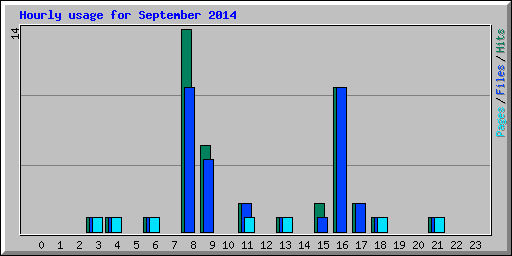 Hourly usage for September 2014
14
Pages / Files / Hits
0 1 2 3 4 5 6 7 8 9 10 11 12 13 14 15 16 17 18 19 20 21 22 23